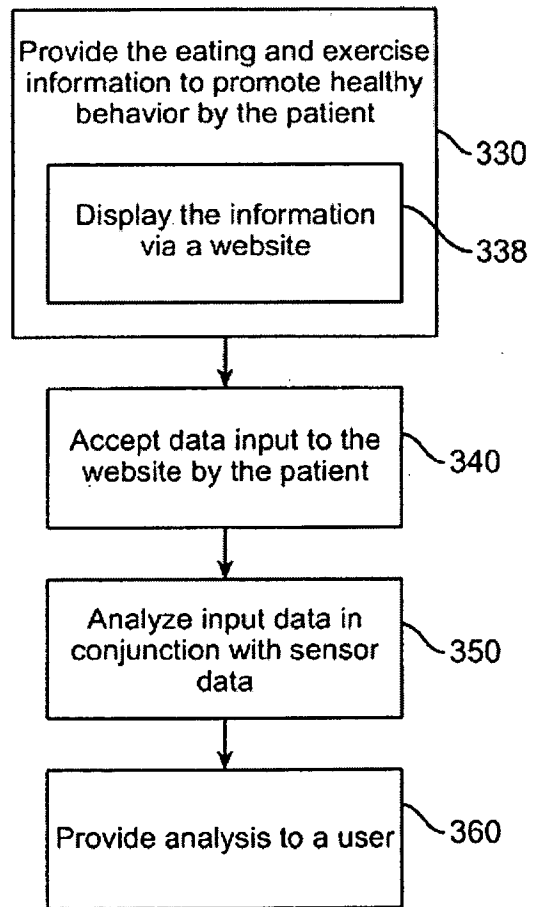 Provide the eating and exercise
information to promote healthy
behavior by the patient
330
Display the information
via a website
338
Accept data input to the
website by the patient
340
Analyze input data in
conjunction with sensor
data
350
Provide analysis to a user
360